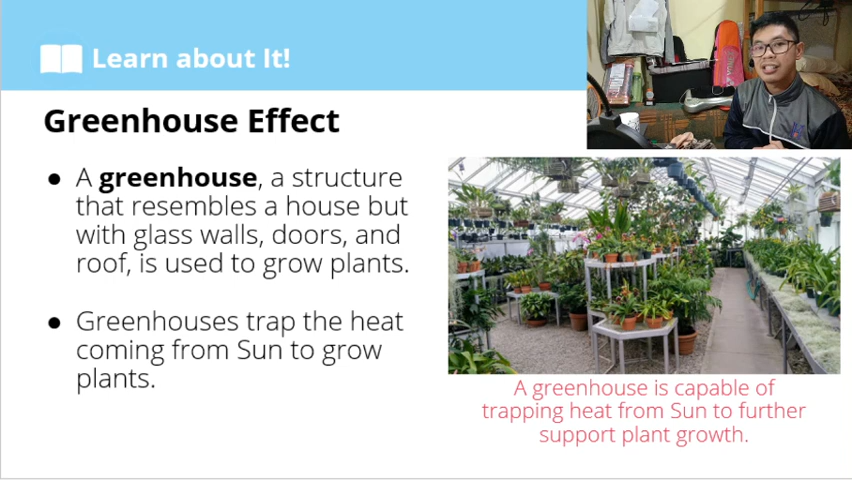 Learn about It!
Greenhouse Effect
● A greenhouse, a structure
that resembles a house but
with glass walls, doors, and
roof, is used to grow plants.
● Greenhouses trap the heat
coming from Sun to grow
plants.
A greenhouse is capable of
trapping heat from Sun to further
support plant growth.